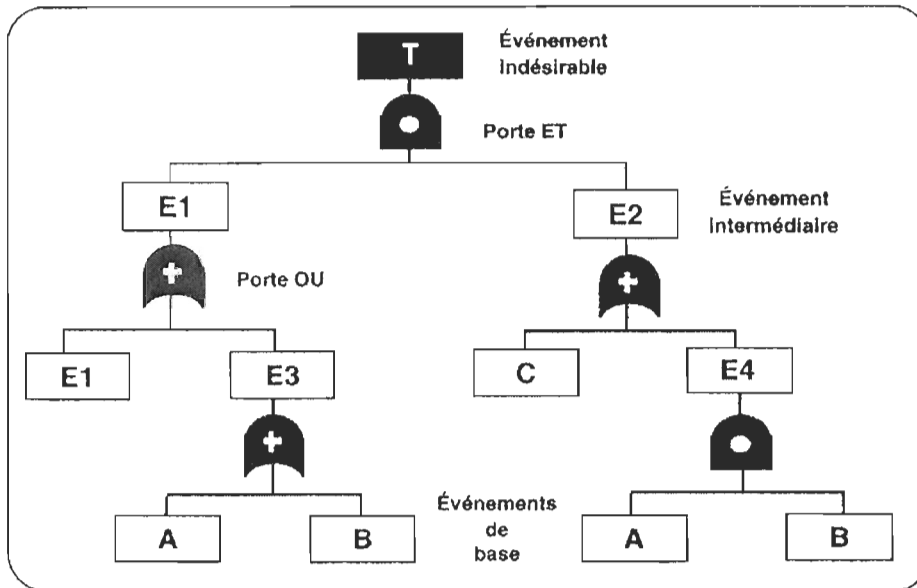 T
Événement
Indésirable
Porte ET
E1
E2
Événement
intermédiaire
Porte OU
E1
E3
C
E4
Événements
de
base
A
B
A
B